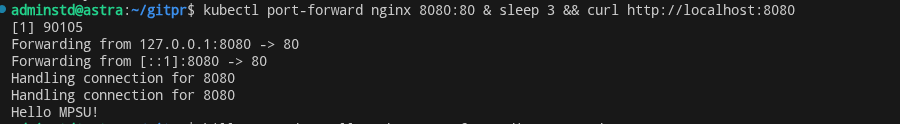 adminstd@astra:~/gitpr$ kubectl port-forward nginx 8080:80 & sleep 3 && curl http://localhost:8080
[1] 90105
Forwarding from 127.0.0.1:8080 -> 80
Forwarding from [::1]:8080 -> 80
Handling connection for 8080
Handling connection for 8080
Hello MPSU!